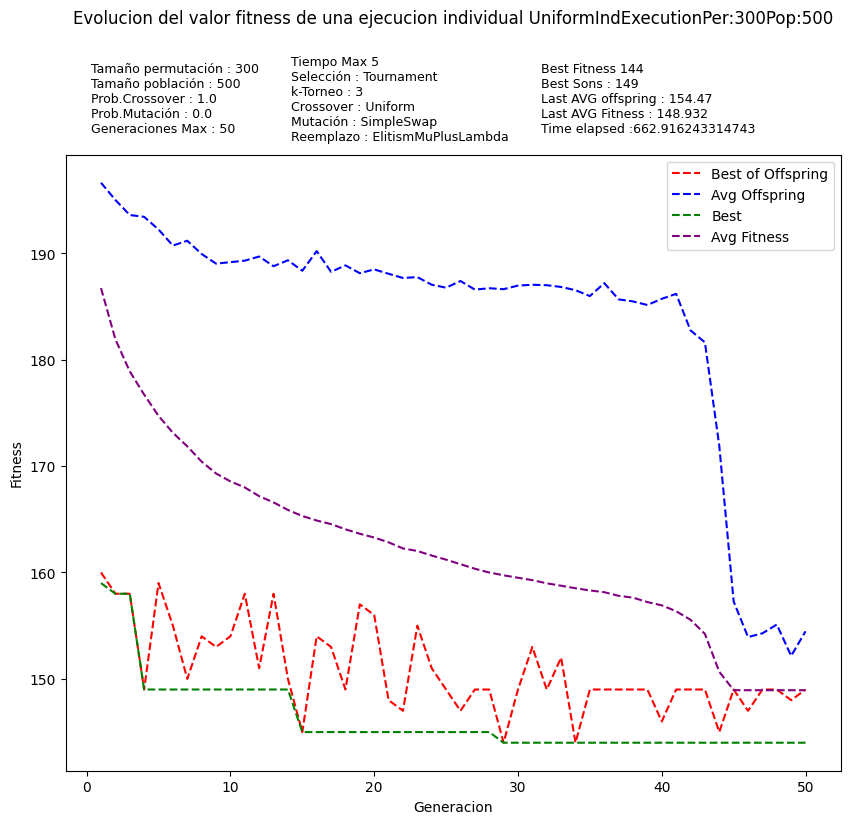 Evolucion del valor fitness de una ejecucion individual UniformIndExecutionPer:300Pop:500
Tamaño permutación : 300
Tamaño población : 500
Prob.Crossover : 1.0
Prob.Mutación : 0.0
Generaciones Max : 50
Tiempo Max 5
Selección : Tournament
k-Torneo : 3
Crossover : Uniform
Mutación : SimpleSwap
Reemplazo : ElitismMuPlusLambda
Best Fitness 144
Best Sons : 149
Last AVG offspring : 154.47
Last AVG Fitness : 148.932
Time elapsed :662.916243314743
Best of Offspring
Avg Offspring
Best
Avg Fitness
Fitness
190
180
170
160
150
0 10 20 30 40 50
Generacion